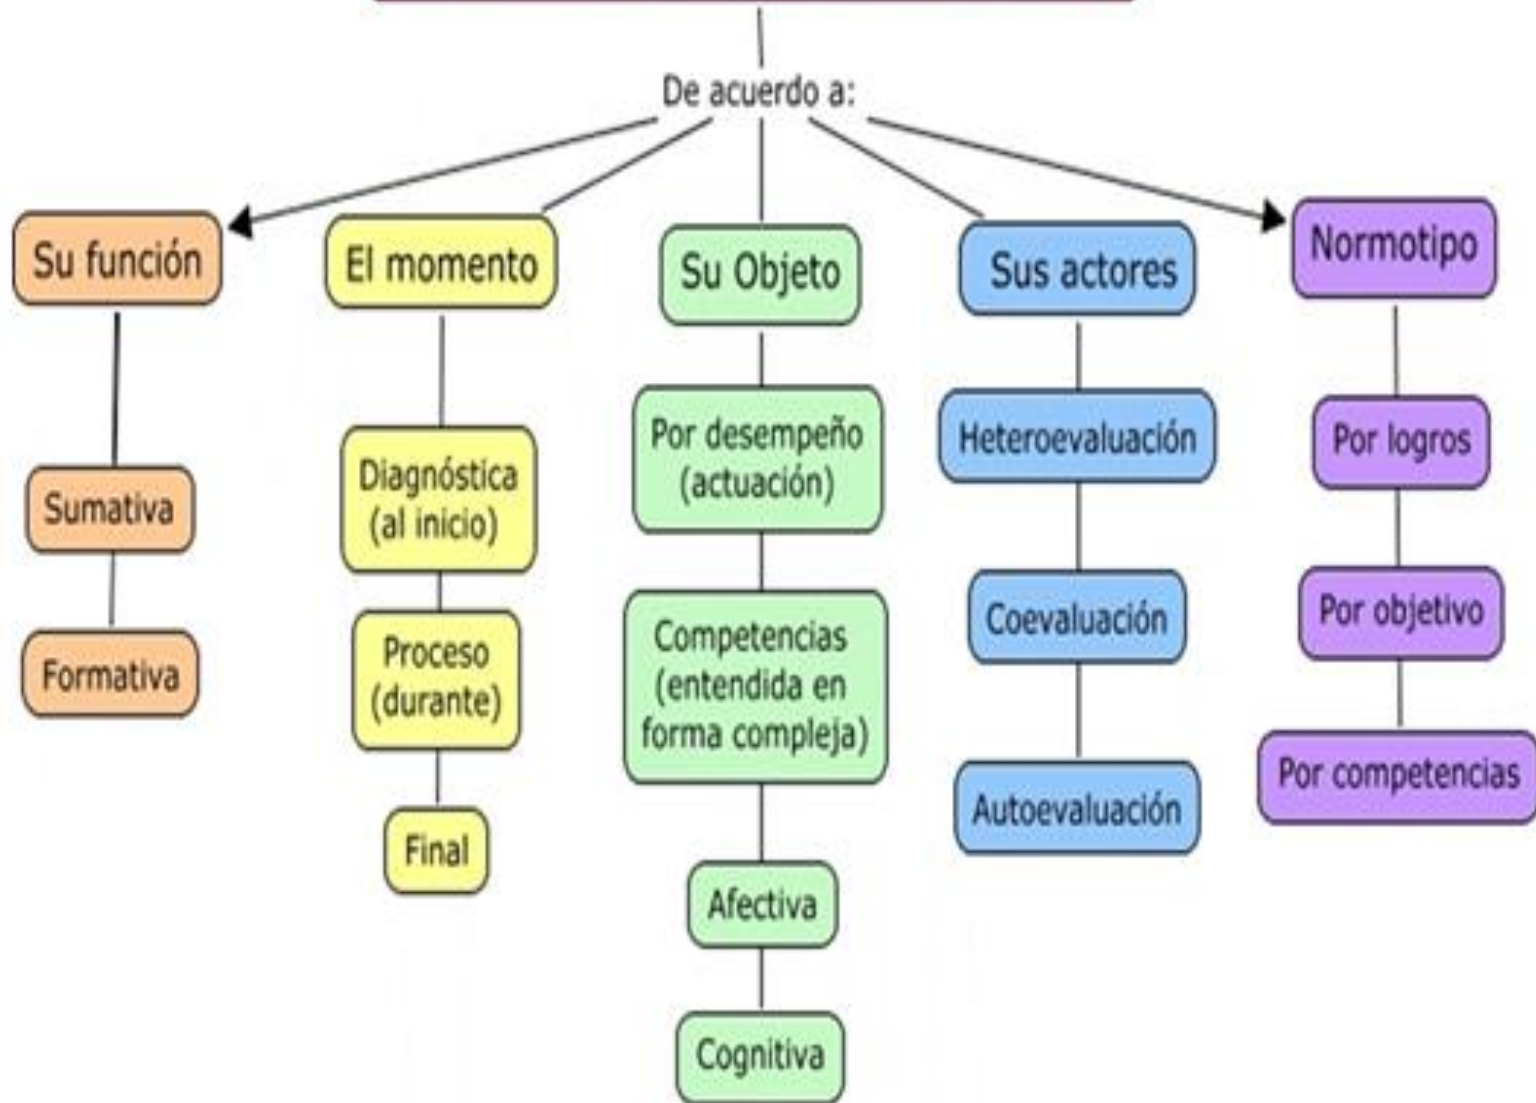 De acuerdo a:
Su función
Sumativa
Formativa
El momento
Diagnóstica
(al inicio)
Proceso
(durante)
Final
Su Objeto
Por desempeño
(actuación)
Competencias
(entendida en
forma compleja)
Afectiva
Cognitiva
Sus actores
Heteroevaluación
Coevaluación
Autoevaluación
Normotipo
Por logros
Por objetivo
Por competencias